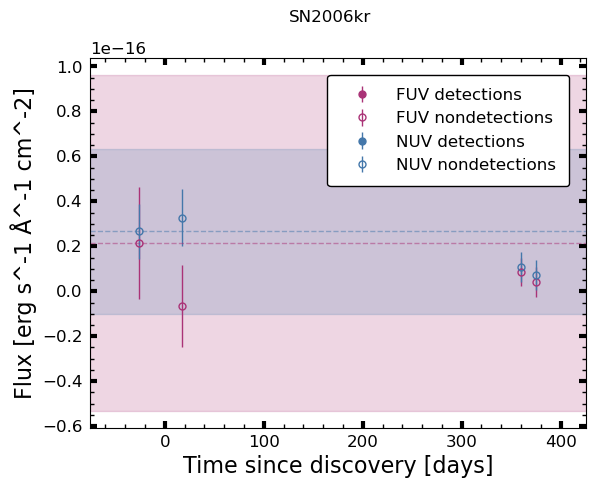 SN2006kr
1e−16
1.0
0.8
0.6
0.4
0.2
0.0
−0.2
−0.4
−0.6
Flux [erg s^-1 Å^-1 cm^-2]
FUV detections
FUV nondetections
NUV detections
NUV nondetections
0 100 200 300 400
Time since discovery [days]